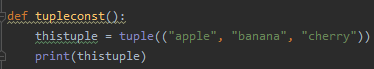 def tupleconst():
    thistuple = tuple(("apple", "banana", "cherry"))
    print(thistuple)